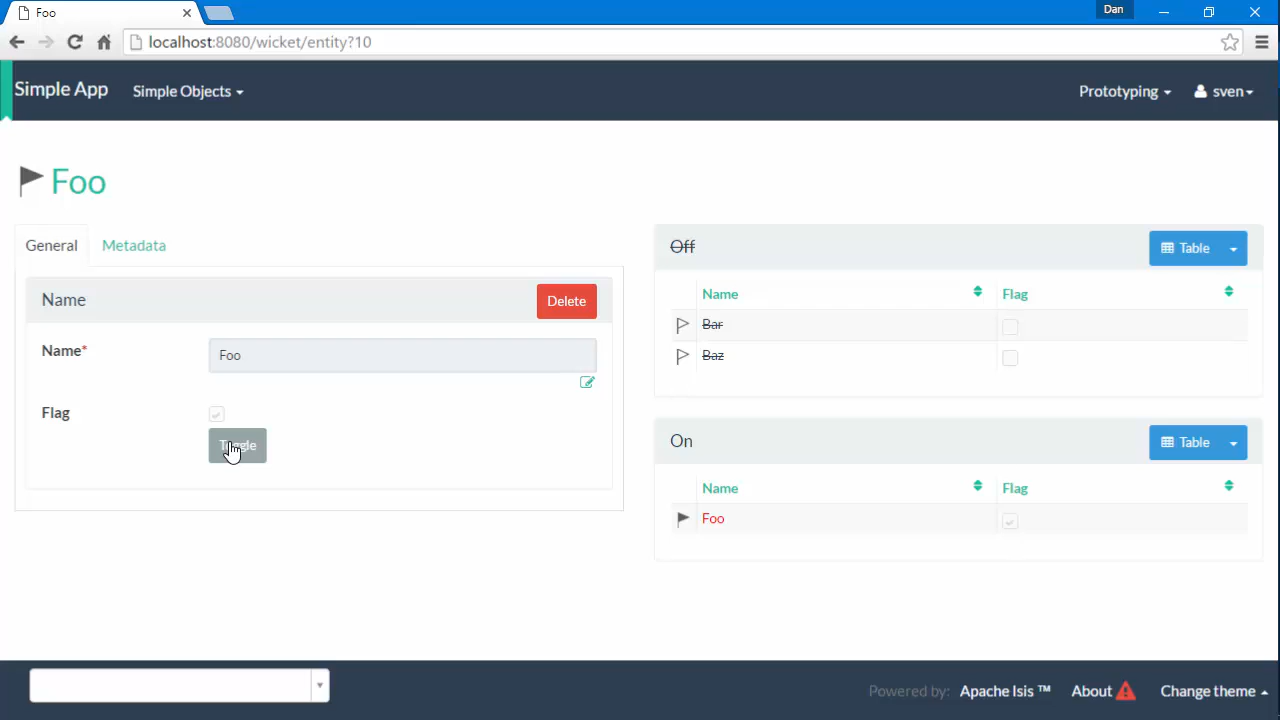 Foo
Dan
localhost:8080/wicket/entity?10
Simple App Simple Objects Prototyping sven
Foo
General Metadata
Name Delete
Name* Foo
Flag
Toggle
Off Table
Name Flag
Bar
Baz
On Table
Name Flag
Foo
Powered by: Apache Isis ™ About Change theme